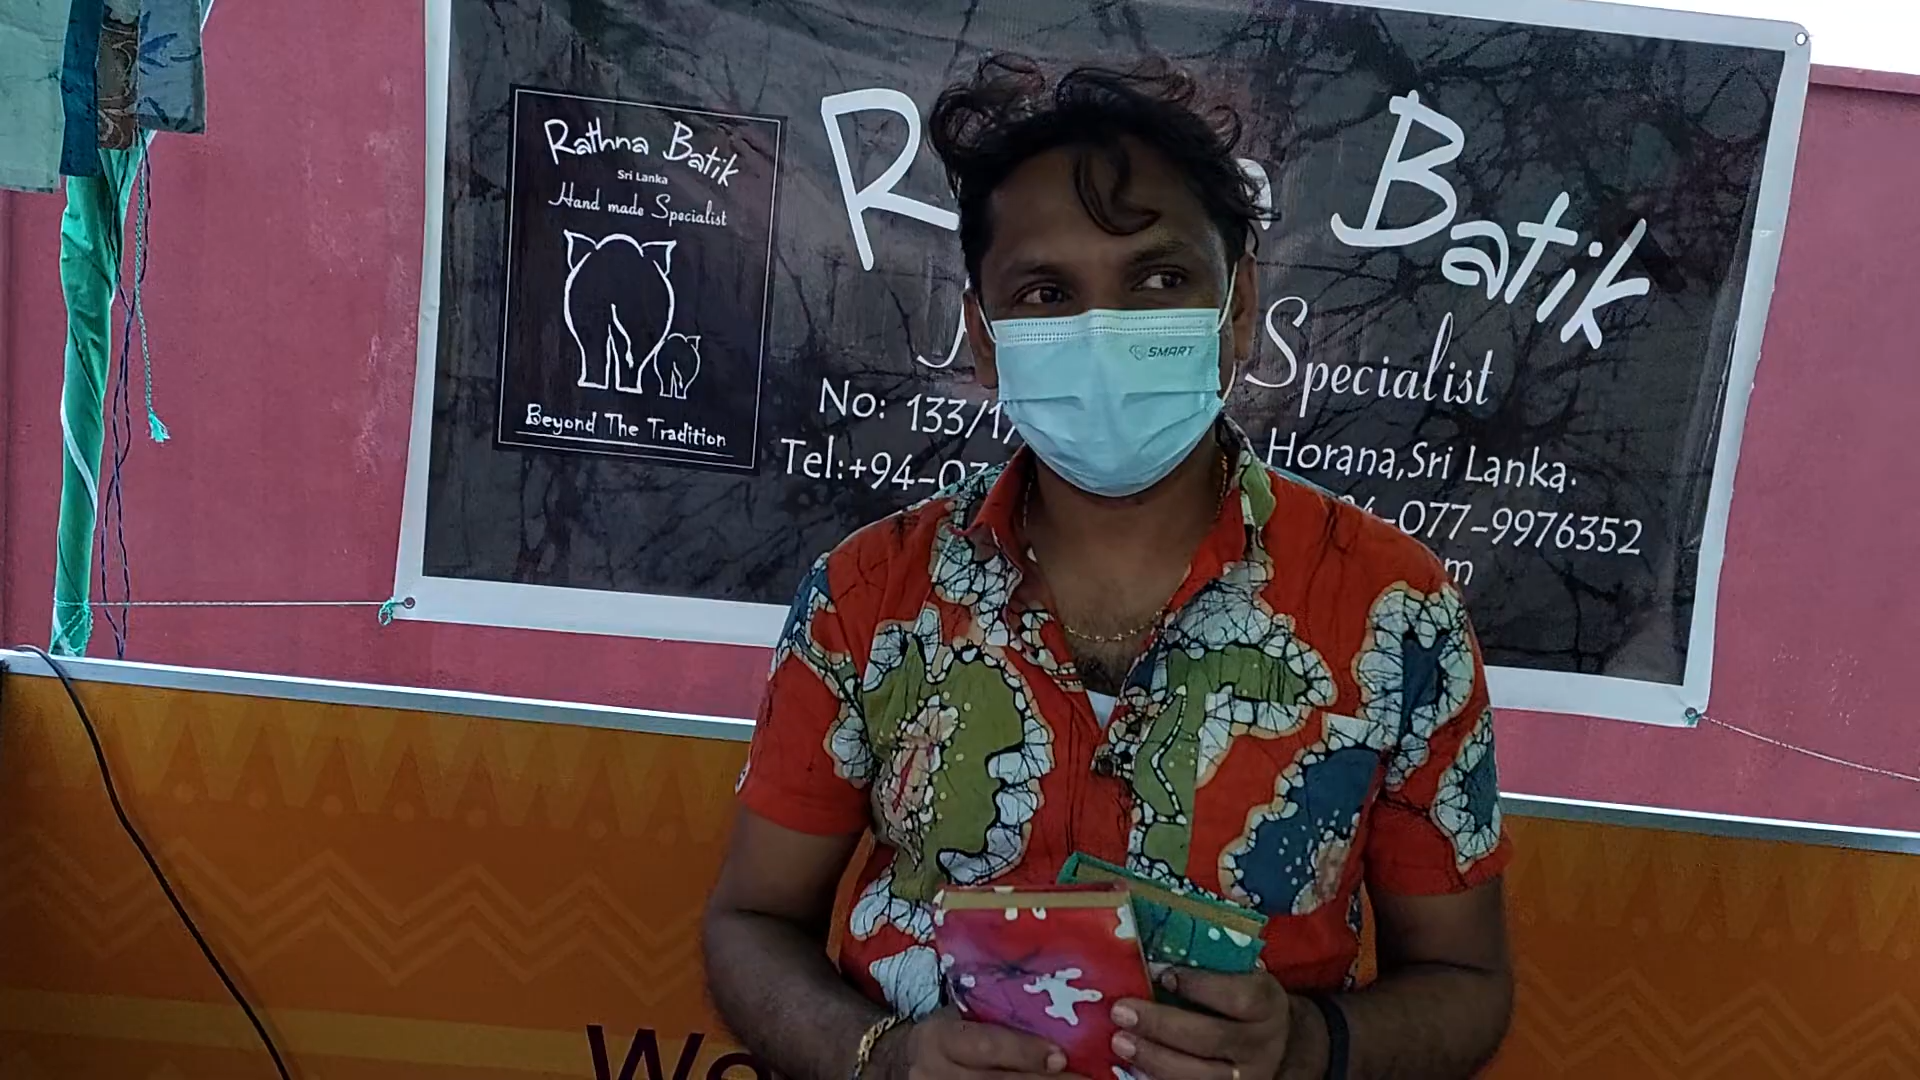 Rathna Batik
Sri Lanka
Hand made Specialist
Beyond The Tradition
Batik
Specialist
No: 133/1
Horana,Sri Lanka.
Tel:+94-03
-077-9976352
SMART